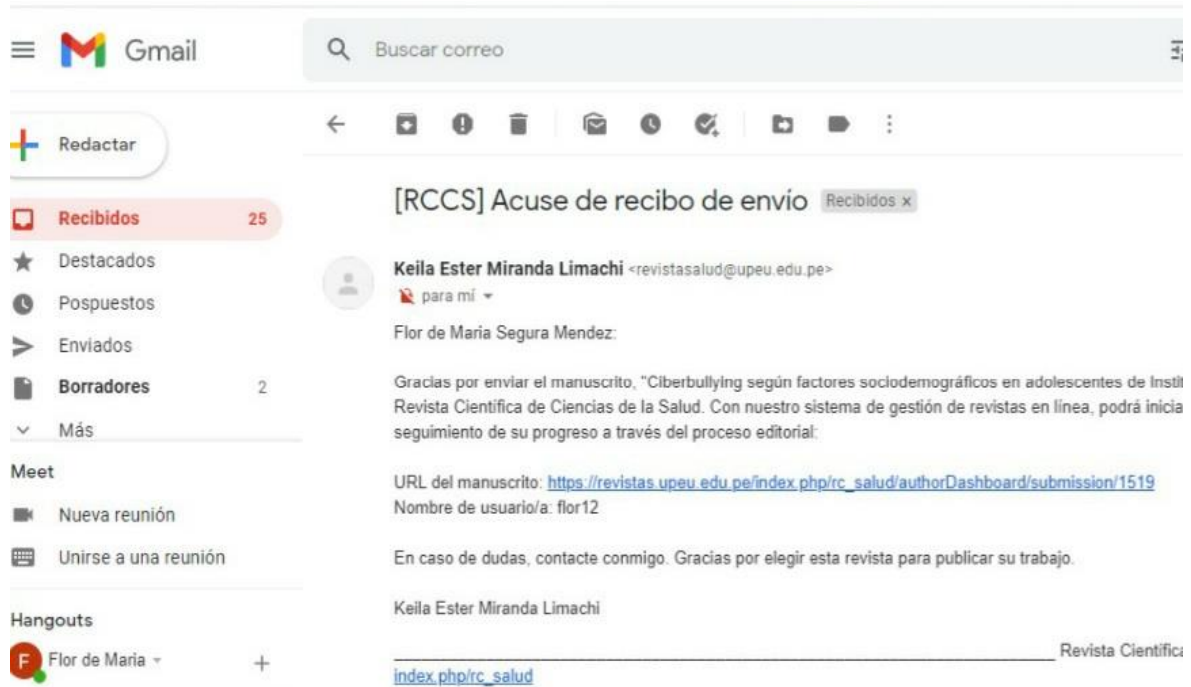 Gmail
Buscar correo
Redactar
Recibidos 25
Destacados
Pospuestos
Enviados
Borradores 2
Más
Meet
Nueva reunión
Unirse a una reunión
Hangouts
F Flor de Maria
[RCCS] Acuse de recibo de envío Recibidos x
Keila Ester Miranda Limachi <revistasalud@upeu.edu.pe>
para mí
Flor de Maria Segura Mendez:
Gracias por enviar el manuscrito, "Ciberbullying según factores sociodemográficos en adolescentes de Instit
Revista Científica de Ciencias de la Salud. Con nuestro sistema de gestión de revistas en línea, podrá inicia
seguimiento de su progreso a través del proceso editorial:
URL del manuscrito: https://revistas.upeu.edu.pe/index.php/rc_salud/authorDashboard/submission/1519
Nombre de usuario/a: flor12
En caso de dudas, contacte conmigo. Gracias por elegir esta revista para publicar su trabajo.
Keila Ester Miranda Limachi
Revista Científica
index.php/rc_salud